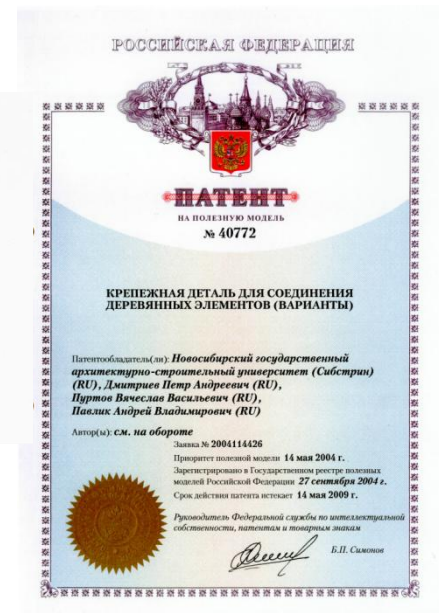 РОССИЙСКАЯ ФЕДЕРАЦИЯ
ПАТЕНТ
НА ПОЛЕЗНУЮ МОДЕЛЬ
№ 40772
КРЕПЕЖНАЯ ДЕТАЛЬ ДЛЯ СОЕДИНЕНИЯ
ДЕРЕВЯННЫХ ЭЛЕМЕНТОВ (ВАРИАНТЫ)
Патентообладатель(ли): Новосибирский государственный
архитектурно-строительный университет (Сибстрин)
(RU), Дмитриев Петр Андреевич (RU),
Пуртов Вячеслав Васильевич (RU),
Павлик Андрей Владимирович (RU)
Автор(ы): см. на обороте
Заявка № 2004114426
Приоритет полезной модели 14 мая 2004 г.
Зарегистрировано в Государственном реестре полезных
моделей Российской Федерации 27 сентября 2004 г.
Срок действия патента истекает 14 мая 2009 г.
Руководитель Федеральной службы по интеллектуальной
собственности, патентам и товарным знакам
Б.П. Симонов